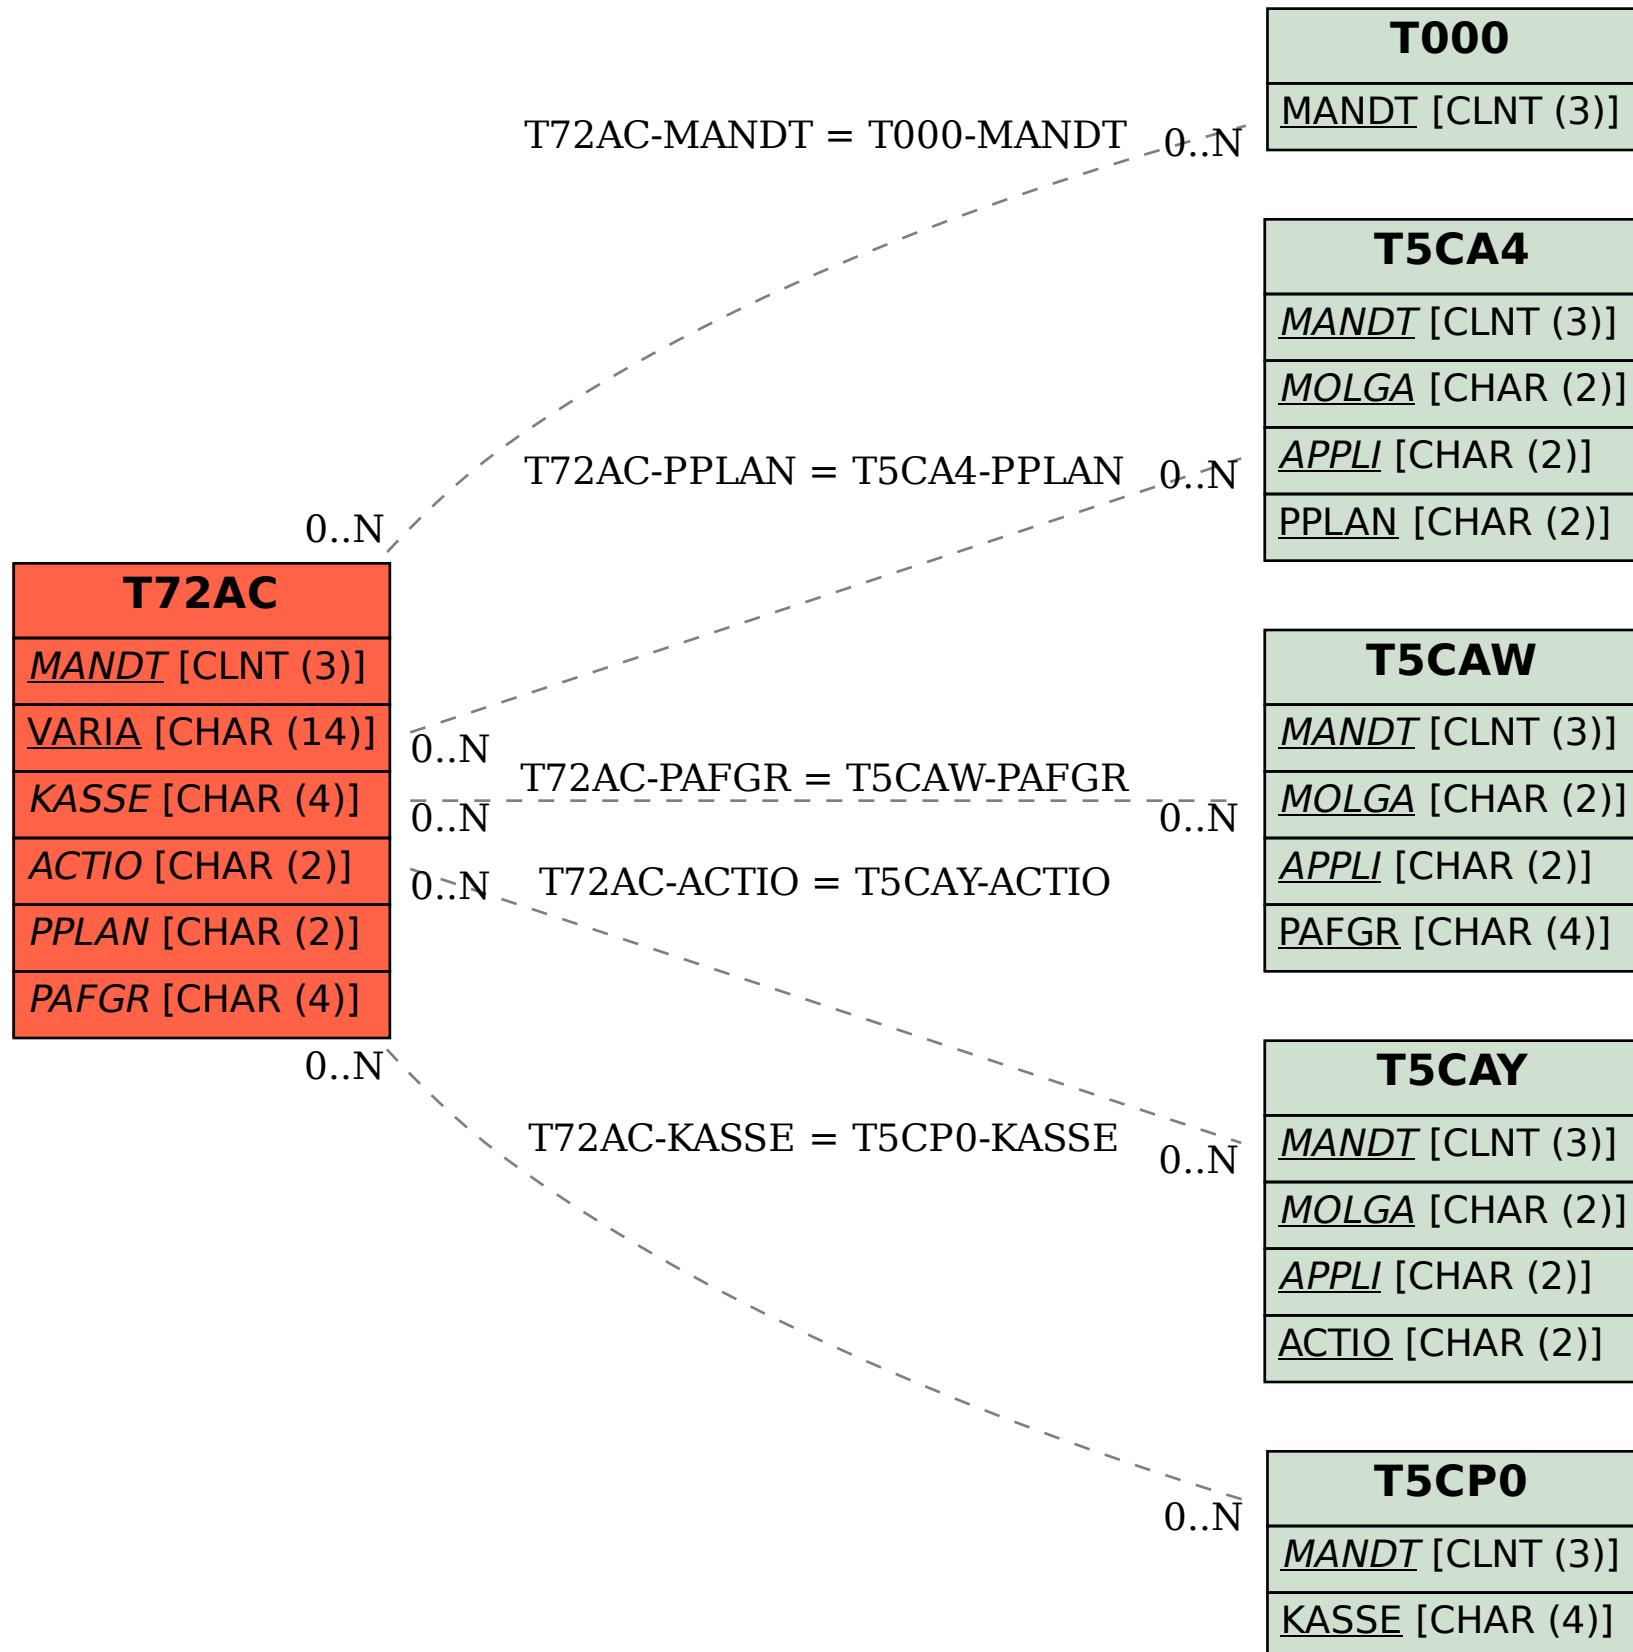 T000
MANDT [CLNT (3)]
T72AC-MANDT = T000-MANDT
0..N
T5CA4
MANDT [CLNT (3)]
MOLGA [CHAR (2)]
APPLI [CHAR (2)]
PPLAN [CHAR (2)]
T72AC-PPLAN = T5CA4-PPLAN
0..N
0..N
T72AC
MANDT [CLNT (3)]
VARIA [CHAR (14)]
KASSE [CHAR (4)]
ACTIO [CHAR (2)]
PPLAN [CHAR (2)]
PAFGR [CHAR (4)]
0..N
T72AC-PAFGR = T5CAW-PAFGR
0..N
0..N
T5CAW
MANDT [CLNT (3)]
MOLGA [CHAR (2)]
APPLI [CHAR (2)]
PAFGR [CHAR (4)]
0..N
T72AC-ACTIO = T5CAY-ACTIO
0..N
T5CAY
MANDT [CLNT (3)]
MOLGA [CHAR (2)]
APPLI [CHAR (2)]
ACTIO [CHAR (2)]
0..N
T72AC-KASSE = T5CP0-KASSE
0..N
T5CP0
MANDT [CLNT (3)]
KASSE [CHAR (4)]